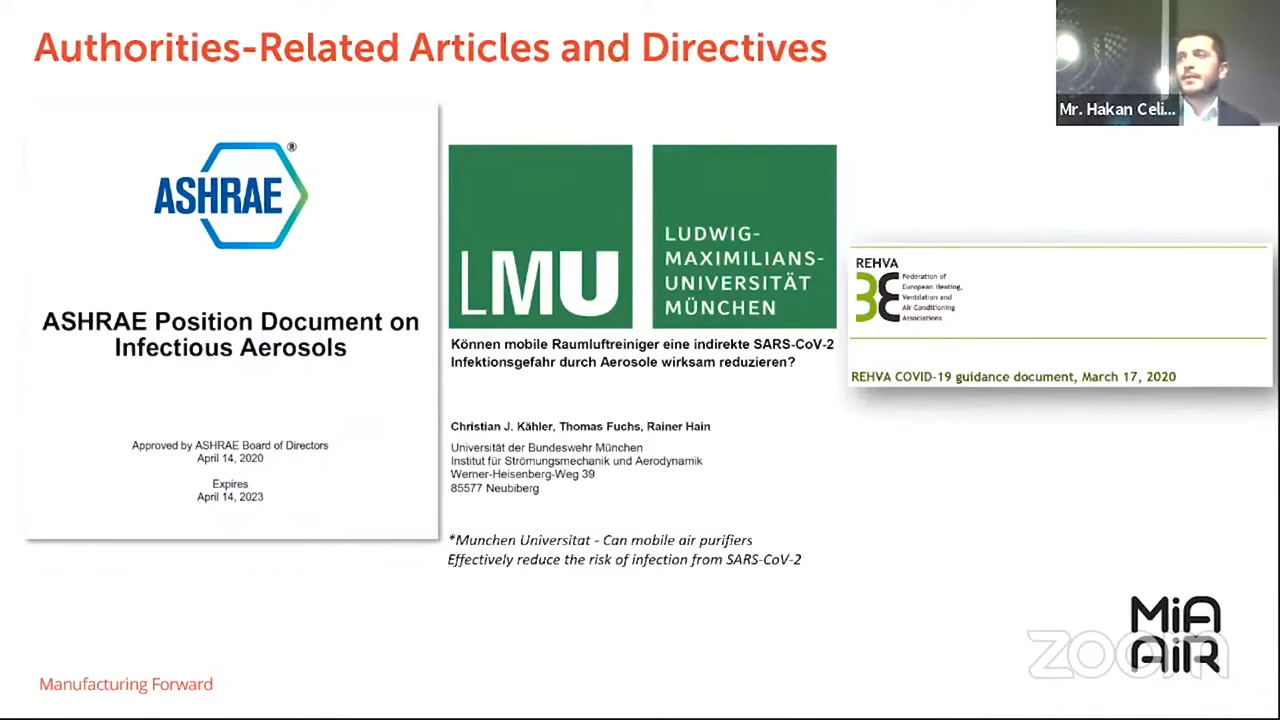 Authorities-Related Articles and Directives
Mr. Hakan Celi...
ASHRAE®
ASHRAE Position Document on
Infectious Aerosols
Approved by ASHRAE Board of Directors
April 14, 2020
Expires
April 14, 2023
LMU
LUDWIG-
MAXIMILIANS-
UNIVERSITÄT
MÜNCHEN
Können mobile Raumluftreiniger eine indirekte SARS-CoV-2
Infektionsgefahr durch Aerosole wirksam reduzieren?
Christian J. Kähler, Thomas Fuchs, Rainer Hain
Universität der Bundeswehr München
Institut für Strömungsmechanik und Aerodynamik
Werner-Heisenberg-Weg 39
85577 Neubiberg
*Munchen Universitat - Can mobile air purifiers
Effectively reduce the risk of infection from SARS-CoV-2
REHVA
Federation of
European Heating,
Ventilation and
Air Conditioning
Associations
REHVA COVID-19 guidance document, March 17, 2020
MiA
AiR
zoom
Manufacturing Forward